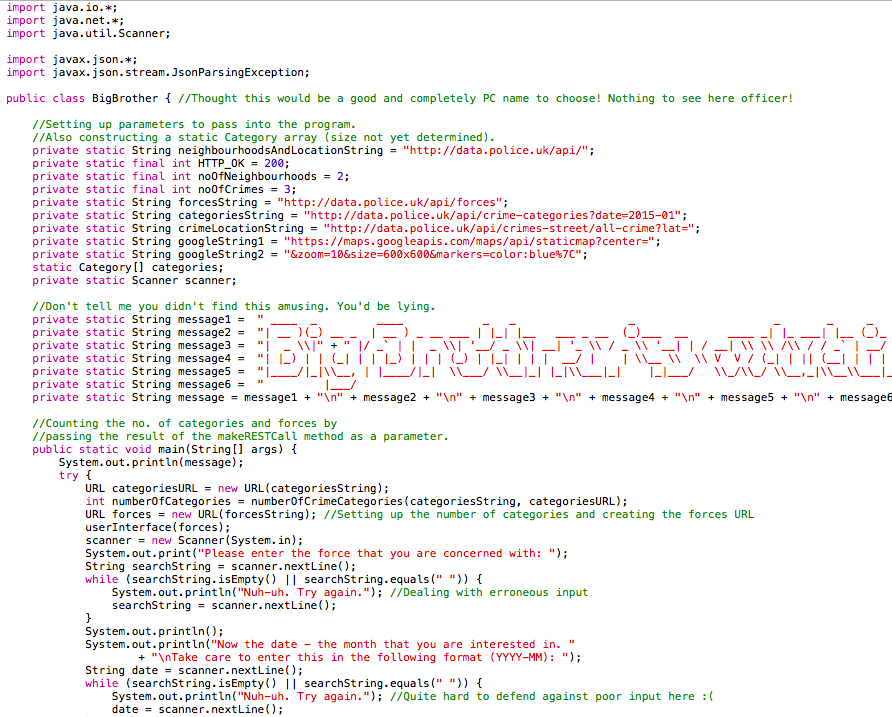 import java.io.*;
import java.net.*;
import java.util.Scanner;
import javax.json.*;
import javax.json.stream.JsonParsingException;
public class BigBrother { //Thought this would be a good and completely PC name to choose! Nothing to see here officer!
//Setting up parameters to pass into the program.
//Also constructing a static Category array (size not yet determined).
private static String neighbourhoodsAndLocationString = "http://data.police.uk/api/";
private static final int HTTP_OK = 200;
private static final int noOfNeighbourhoods = 2;
private static final int noOfCrimes = 3;
private static String forcesString = "http://data.police.uk/api/forces";
private static String categoriesString = "http://data.police.uk/api/crime-categories?date=2015-01";
private static String crimeLocationString = "http://data.police.uk/api/crimes-street/all-crime?lat=";
private static String googleString1 = "https://maps.googleapis.com/maps/api/staticmap?center=";
private static String googleString2 = "&zoom=10&size=600x600&markers=color:blue%7C";
static Category[] categories;
private static Scanner scanner;
//Don't tell me you didn't find this amusing. You'd be lying.
private static String message1 = "
private static String message2 = "
private static String message3 = "
private static String message4 = "
private static String message5 = "
private static String message6 = "
private static String message = message1 + "\n" + message2 + "\n" + message3 + "\n" + message4 + "\n" + message5 + "\n" + message6
//Counting the no. of categories and forces by
//passing the result of the makeRESTCall method as a parameter.
public static void main(String[] args) {
System.out.println(message);
try {
URL categoriesURL = new URL(categoriesString);
int numberOfCategories = numberOfCrimeCategories(categoriesString, categoriesURL);
URL forces = new URL(forcesString); //Setting up the number of categories and creating the forces URL
userInterface(forces);
scanner = new Scanner(System.in);
System.out.print("Please enter the force that you are concerned with: ");
String searchString = scanner.nextLine();
while (searchString.isEmpty() || searchString.equals(" ")) {
System.out.println("Nuh-uh. Try again."); //Dealing with erroneous input
searchString = scanner.nextLine();
}
System.out.println();
System.out.println("Now the date - the month that you are interested in. "
+ "\nTake care to enter this in the following format (YYYY-MM): ");
String date = scanner.nextLine();
while (searchString.isEmpty() || searchString.equals(" ")) {
System.out.println("Nuh-uh. Try again."); //Quite hard to defend against poor input here :(
date = scanner.nextLine();